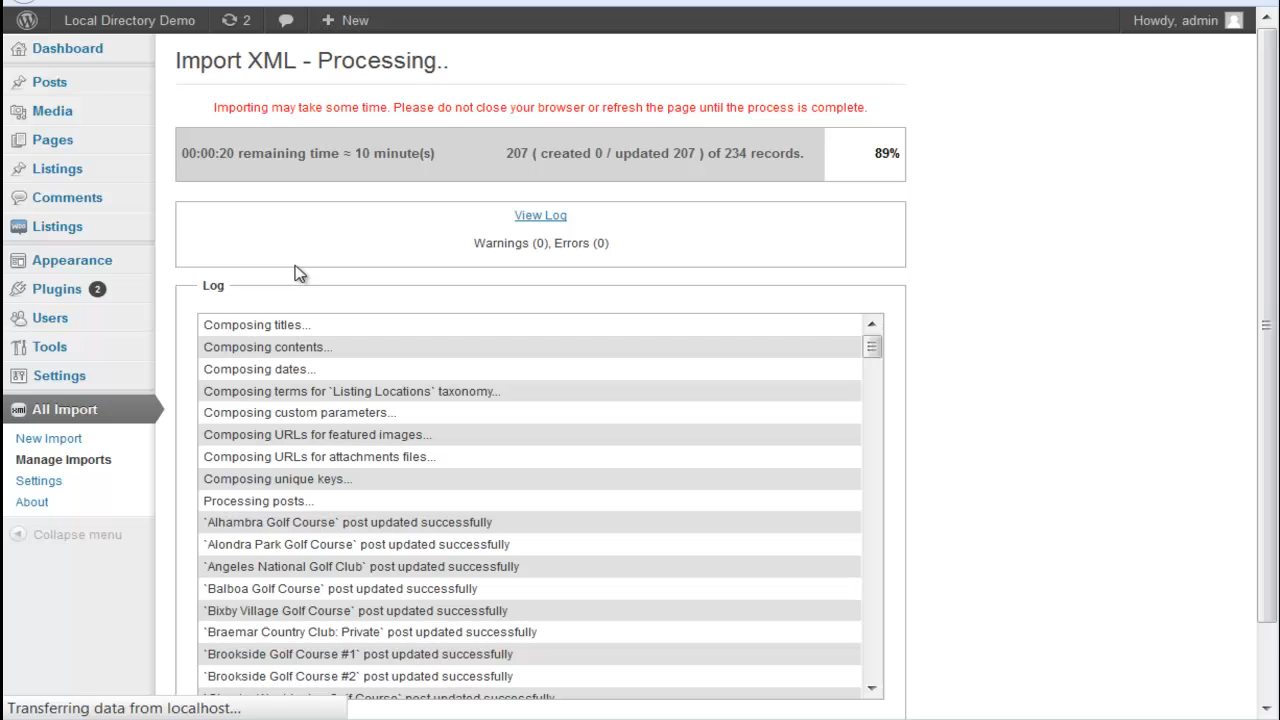 Local Directory Demo
2
New
Howdy, admin
Dashboard
Posts
Media
Pages
Listings
Comments
Listings
Appearance
Plugins 2
Users
Tools
Settings
xml All Import
New Import
Manage Imports
Settings
About
Collapse menu
Import XML - Processing..
Importing may take some time. Please do not close your browser or refresh the page until the process is complete.
00:00:20 remaining time ≈ 10 minute(s) 207 ( created 0 / updated 207 ) of 234 records. 89%
View Log
Warnings (0), Errors (0)
Log
Composing titles...
Composing contents...
Composing dates...
Composing terms for `Listing Locations` taxonomy...
Composing custom parameters...
Composing URLs for featured images...
Composing URLs for attachments files...
Composing unique keys...
Processing posts...
`Alhambra Golf Course` post updated successfully
`Alondra Park Golf Course` post updated successfully
`Angeles National Golf Club` post updated successfully
`Balboa Golf Course` post updated successfully
`Bixby Village Golf Course` post updated successfully
`Braemar Country Club: Private` post updated successfully
`Brookside Golf Course #1` post updated successfully
`Brookside Golf Course #2` post updated successfully
Golf Course` post updated successfully
Transferring data from localhost...